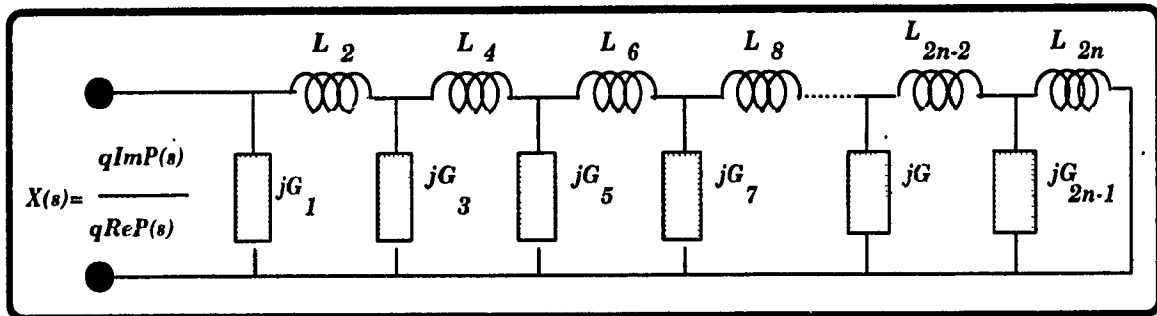 L 2 L 4 L 6 L 8 L 2n-2 L 2n
X(s)= qImP(s) / qReP(s)
jG 1 jG 3 jG 5 jG 7 jG jG 2n-1